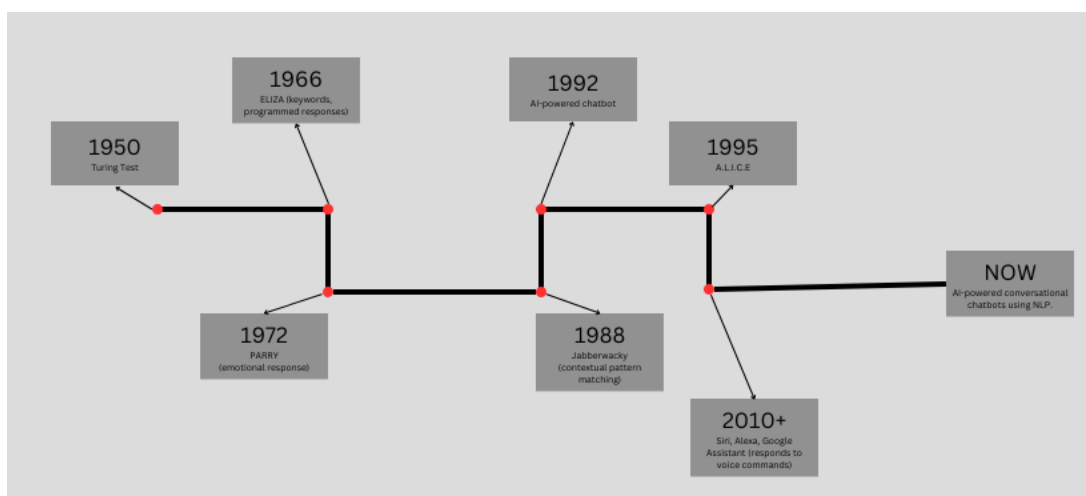 1950
Turing Test
1966
ELIZA (keywords,
programmed responses)
1972
PARRY
(emotional response)
1988
Jabberwacky
(contextual pattern
matching)
1992
AI-powered chatbot
1995
A.L.I.C.E
2010+
Siri, Alexa, Google
Assistant (responds to
voice commands)
NOW
AI-powered conversational
chatbots using NLP.